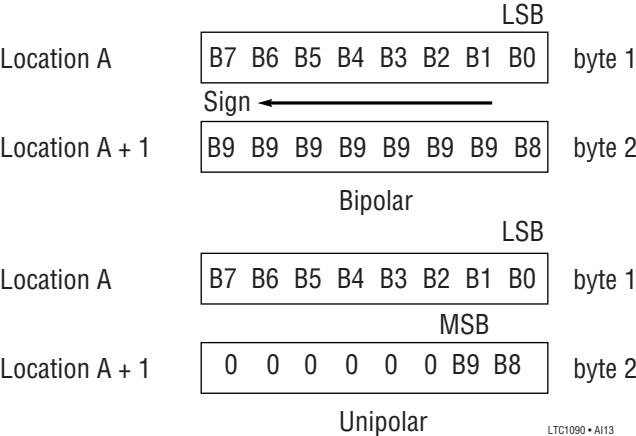 LSB
Location A B7 B6 B5 B4 B3 B2 B1 B0 byte 1
Sign
Location A + 1 B9 B9 B9 B9 B9 B9 B9 B8 byte 2
Bipolar
LSB
Location A B7 B6 B5 B4 B3 B2 B1 B0 byte 1
MSB
Location A + 1 0 0 0 0 0 0 B9 B8 byte 2
Unipolar
LTC1090 • AI13